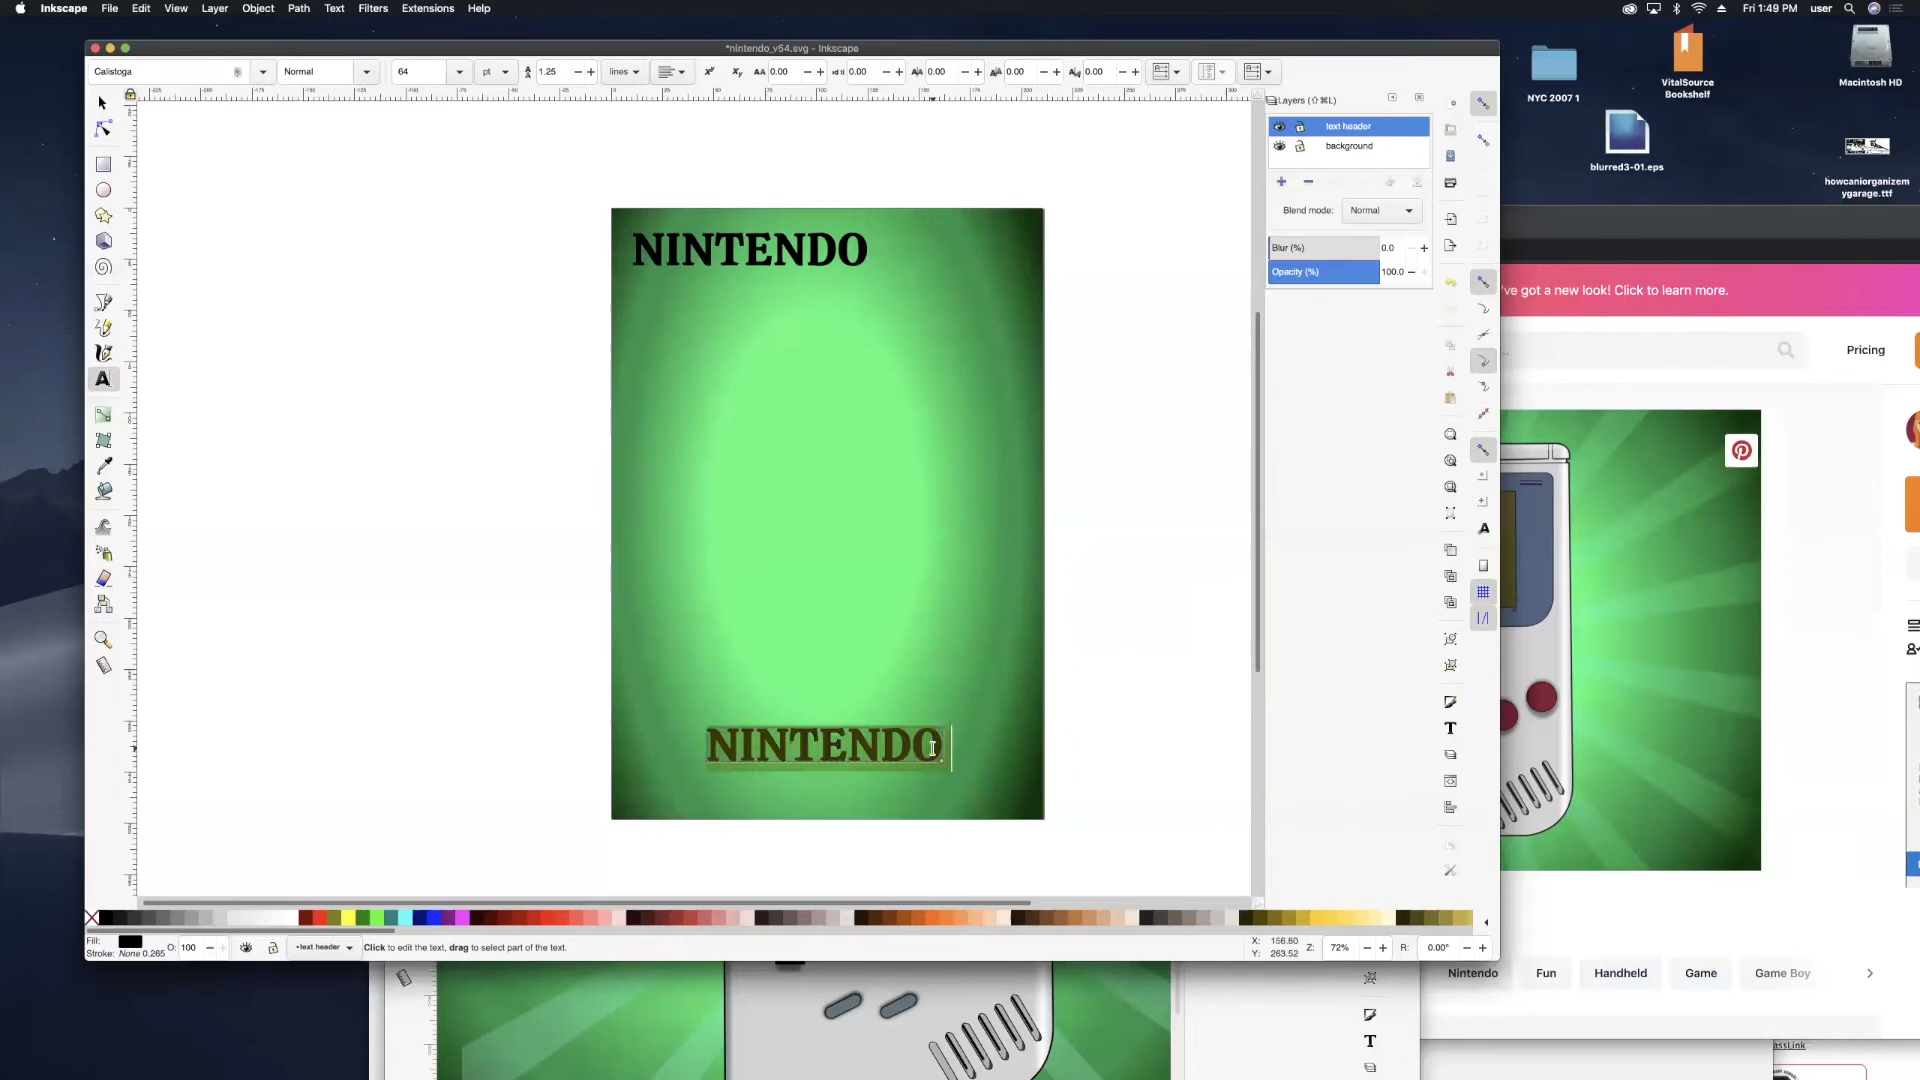 Inkscape File Edit View Layer Object Path Text Filters Extensions Help
Fri 1:49 PM user
*nintendo_v54.svg - Inkscape
Calistoga Normal 64 pt 1.25 lines 0.00 0.00 0.00 0.00 0.00
NYC 2007 1
VitalSource
Bookshelf
Macintosh HD
blurred3-01.eps
howcaniorganizem
ygarage.ttf
Layers (⇧⌘L)
text header
background
Blend mode: Normal
Blur (%) 0.0
Opacity (%) 100.0
NINTENDO
NINTENDO
've got a new look! Click to learn more.
Pricing
Nintendo Fun Handheld Game Game Boy
assLink
Fill:
Stroke: None 0.265
O: 100
•text header
Click to edit the text, drag to select part of the text.
X: 156.80
Y: 263.52
Z: 72%
R: 0.00°